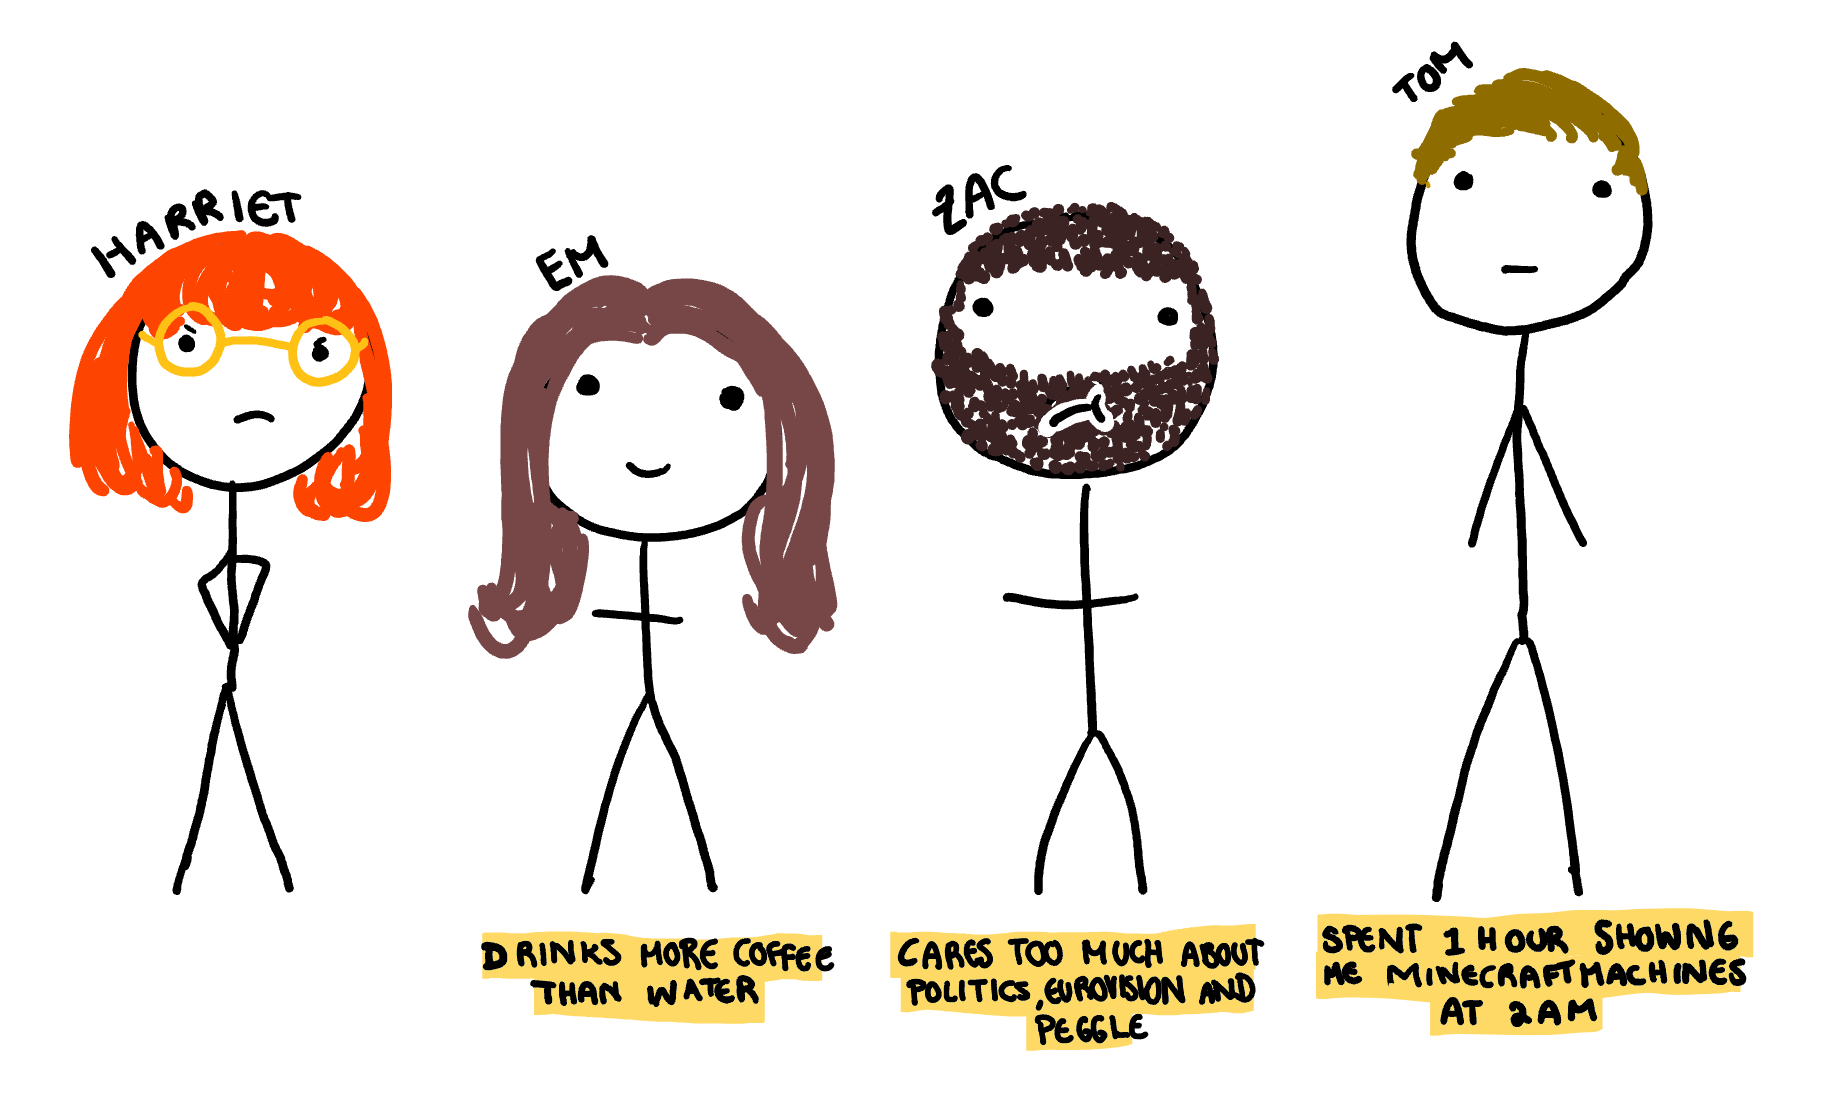 HARRIET
EM
ZAC
TOM
DRINKS MORE COFFEE
THAN WATER
CARES TOO MUCH ABOUT
POLITICS, EUROVISION AND
PEGGLE
SPENT 1 HOUR SHOWNG
ME MINECRAFT MACHINES
AT 2AM